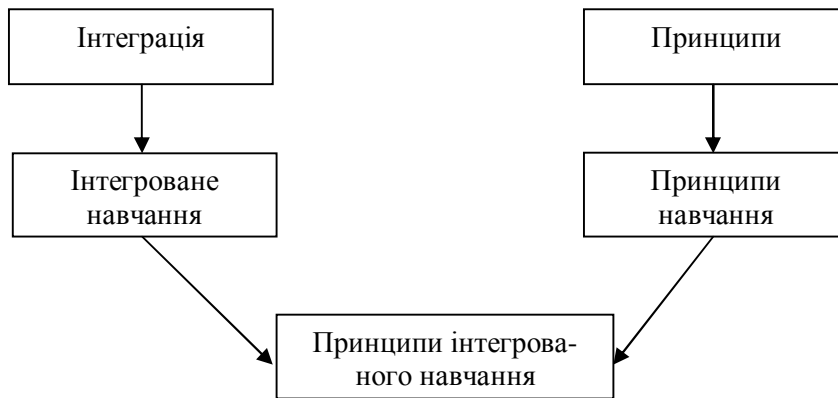 Інтеграція
Принципи
Інтегроване
навчання
Принципи
навчання
Принципи інтегрова-
ного навчання